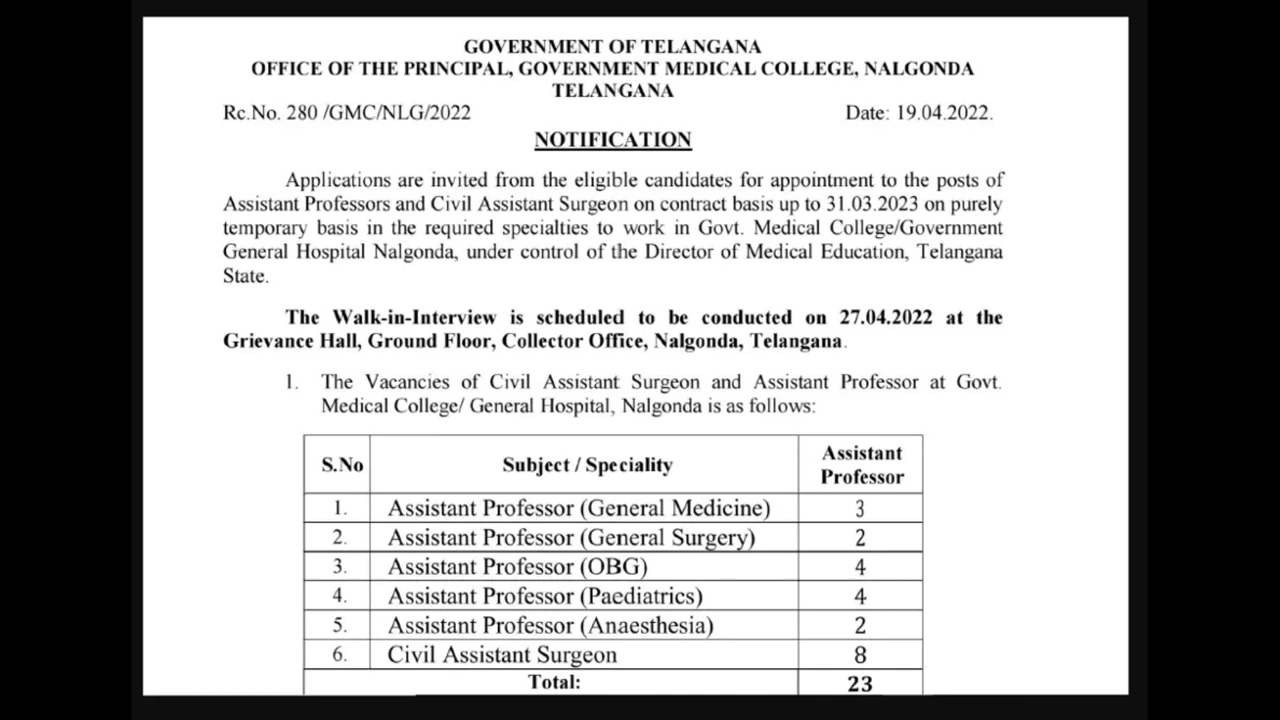 GOVERNMENT OF TELANGANA
OFFICE OF THE PRINCIPAL, GOVERNMENT MEDICAL COLLEGE, NALGONDA
TELANGANA
Rc.No. 280 /GMC/NLG/2022 Date: 19.04.2022.
NOTIFICATION
Applications are invited from the eligible candidates for appointment to the posts of
Assistant Professors and Civil Assistant Surgeon on contract basis up to 31.03.2023 on purely
temporary basis in the required specialties to work in Govt. Medical College/Government
General Hospital Nalgonda, under control of the Director of Medical Education, Telangana
State.
The Walk-in-Interview is scheduled to be conducted on 27.04.2022 at the
Grievance Hall, Ground Floor, Collector Office, Nalgonda, Telangana.
1. The Vacancies of Civil Assistant Surgeon and Assistant Professor at Govt.
Medical College/ General Hospital, Nalgonda is as follows:
S.No Subject / Speciality Assistant Professor
1. Assistant Professor (General Medicine) 3
2. Assistant Professor (General Surgery) 2
3. Assistant Professor (OBG) 4
4. Assistant Professor (Paediatrics) 4
5. Assistant Professor (Anaesthesia) 2
6. Civil Assistant Surgeon 8
Total: 23